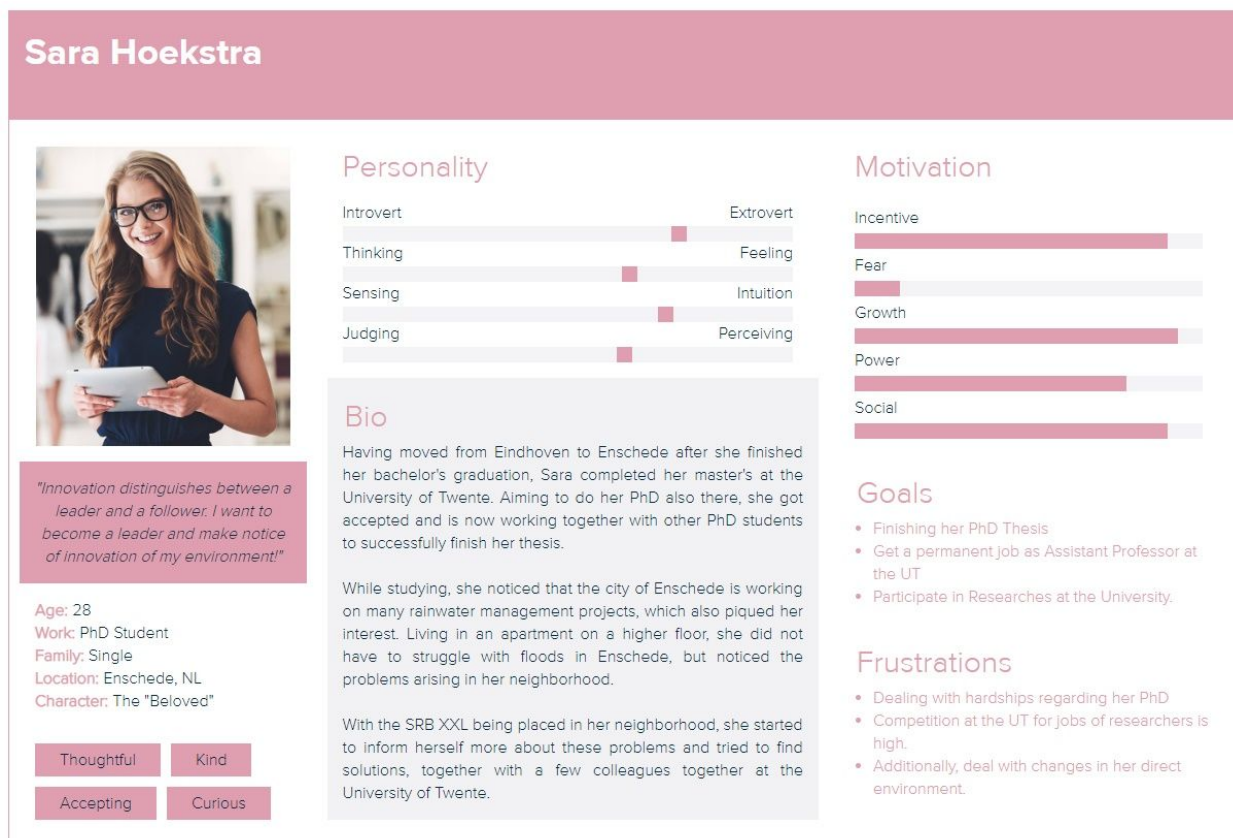 Sara Hoekstra
"Innovation distinguishes between a
leader and a follower. I want to
become a leader and make notice
of innovation of my environment!"
Age: 28
Work: PhD Student
Family: Single
Location: Enschede, NL
Character: The "Beloved"
Thoughtful
Kind
Accepting
Curious
Personality
Introvert Extrovert
Thinking Feeling
Sensing Intuition
Judging Perceiving
Bio
Having moved from Eindhoven to Enschede after she finished
her bachelor's graduation, Sara completed her master's at the
University of Twente. Aiming to do her PhD also there, she got
accepted and is now working together with other PhD students
to successfully finish her thesis.
While studying, she noticed that the city of Enschede is working
on many rainwater management projects, which also piqued her
interest. Living in an apartment on a higher floor, she did not
have to struggle with floods in Enschede, but noticed the
problems arising in her neighborhood.
With the SRB XXL being placed in her neighborhood, she started
to inform herself more about these problems and tried to find
solutions, together with a few colleagues together at the
University of Twente.
Motivation
Incentive
Fear
Growth
Power
Social
Goals
• Finishing her PhD Thesis
• Get a permanent job as Assistant Professor at
the UT
• Participate in Researches at the University.
Frustrations
• Dealing with hardships regarding her PhD
• Competition at the UT for jobs of researchers is
high.
• Additionally, deal with changes in her direct
environment.